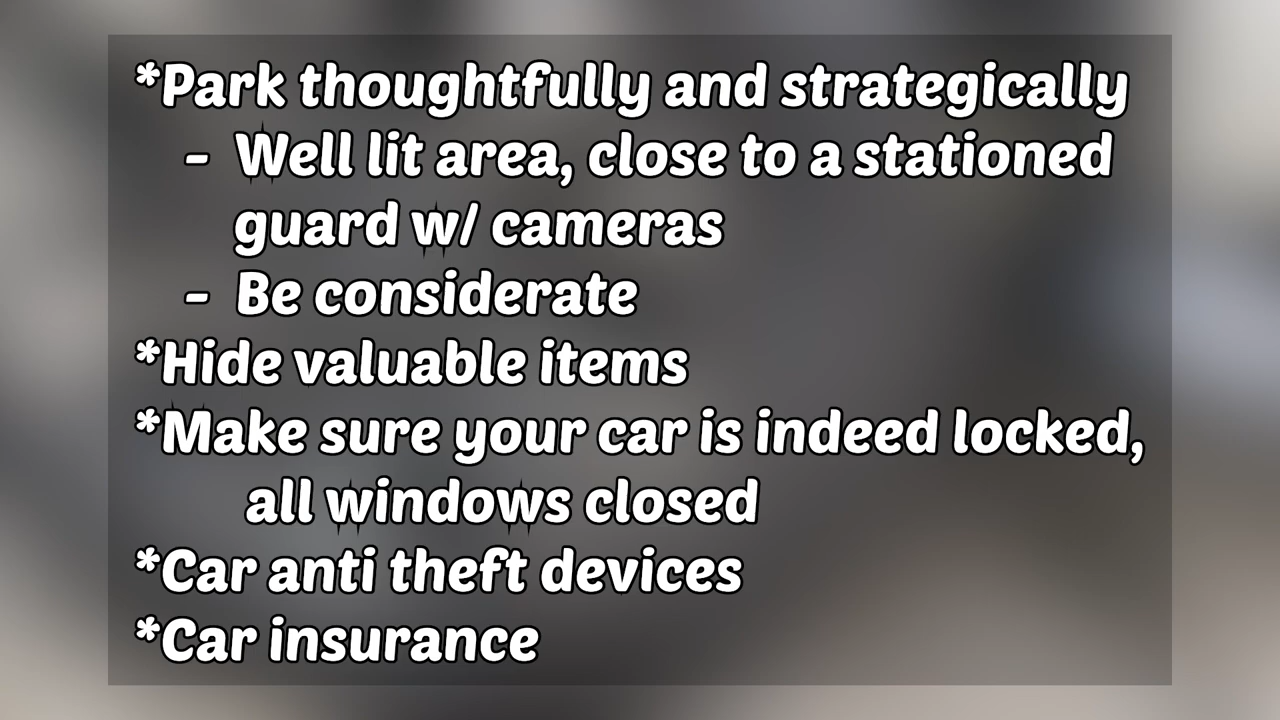 *Park thoughtfully and strategically
- Well lit area, close to a stationed
guard w/ cameras
- Be considerate
*Hide valuable items
*Make sure your car is indeed locked,
all windows closed
*Car anti theft devices
*Car insurance